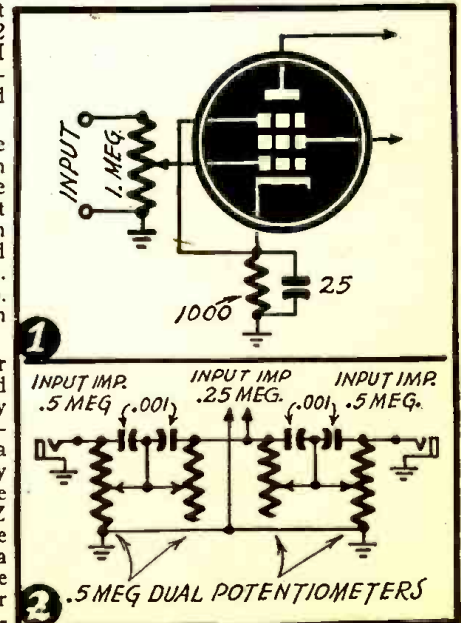 INPUT
1. MEG.
1000
25
1
INPUT IMP.
.5 MEG
.001
INPUT IMP
.25 MEG.
.001
INPUT IMP.
.5 MEG.
2
.5 MEG DUAL POTENTIOMETERS